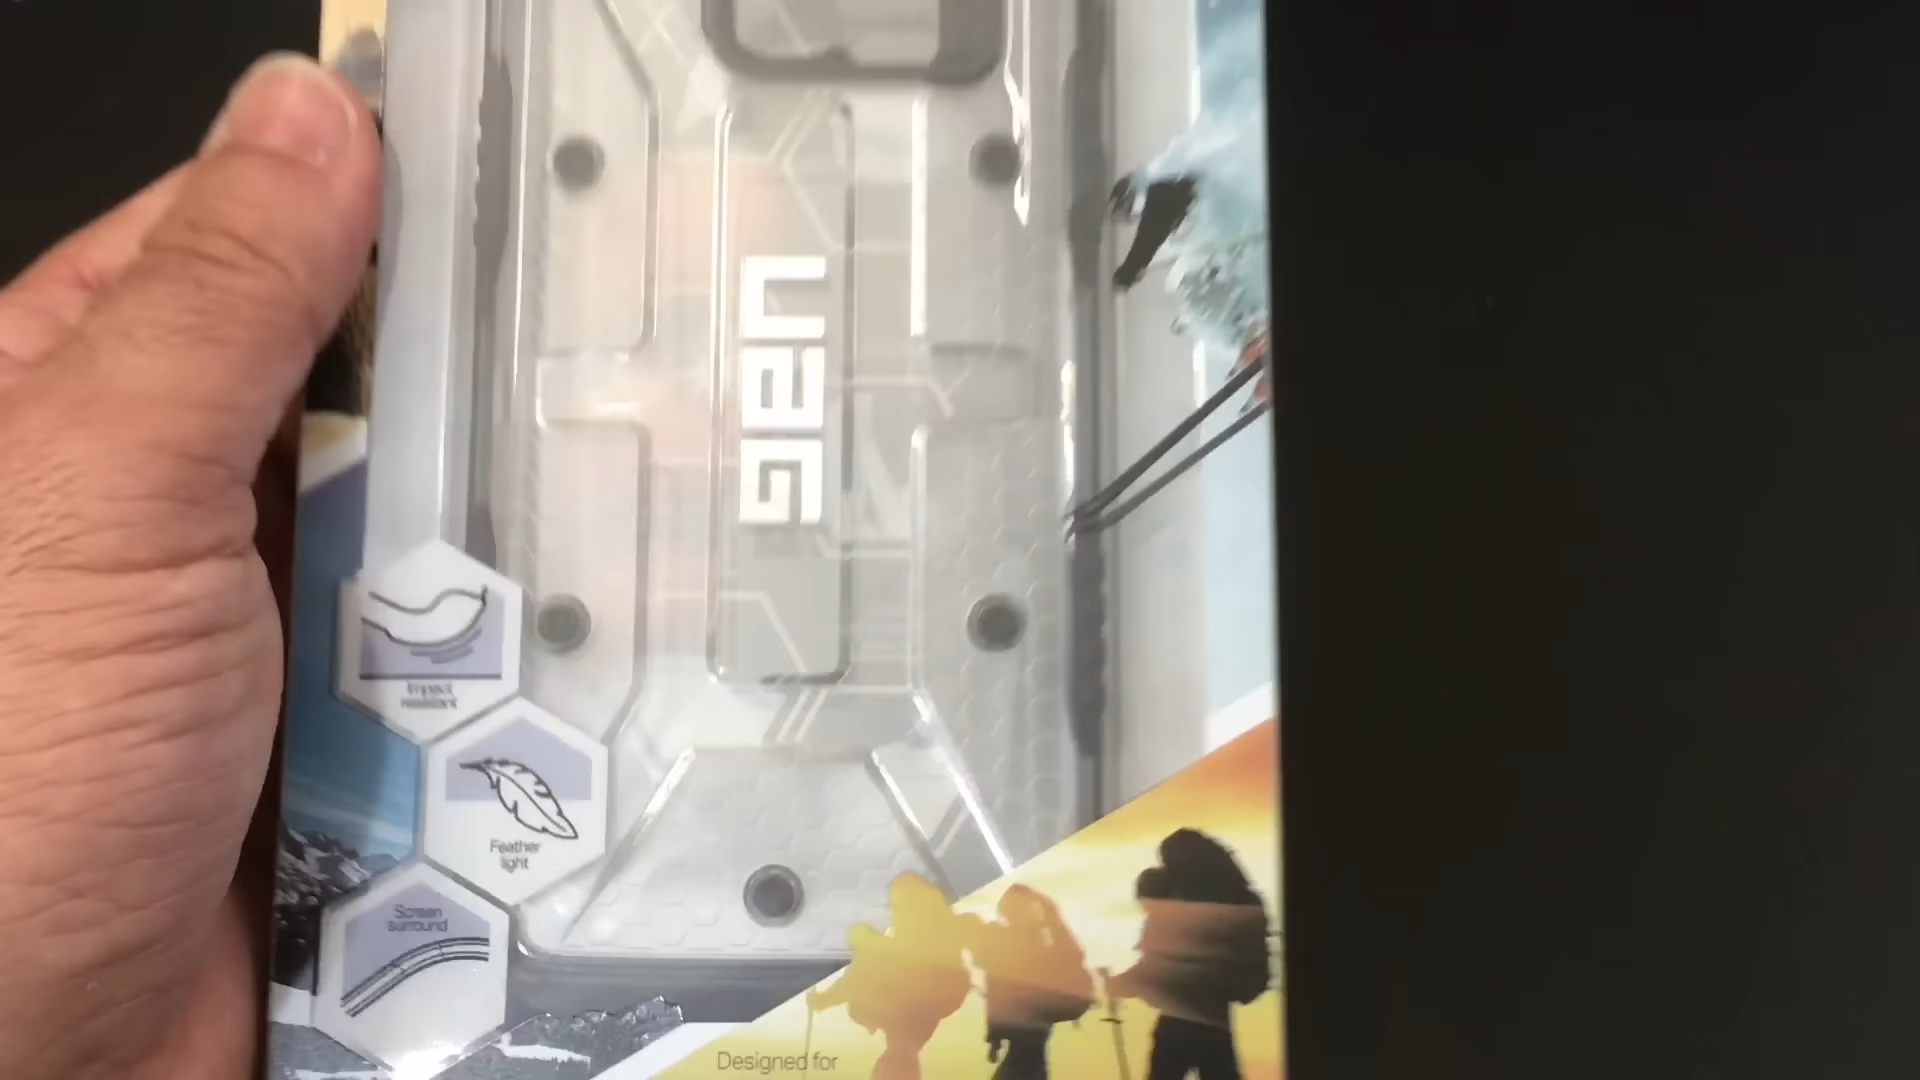 UAG
Impact
resistant
Feather
light
Screen
surround
Designed for